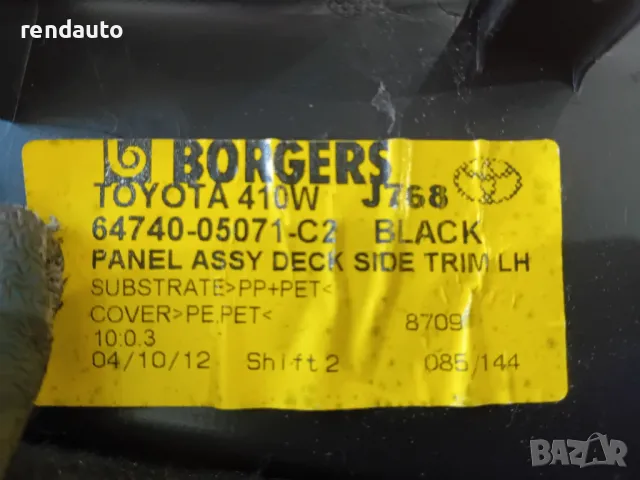 rendauto
BORGERS
TOYOTA 410W J768
64740-05071-C2 BLACK
PANEL ASSY DECK SIDE TRIM LH
SUBSTRATE>PP+PET<
COVER>PE,PET< 8709
10:0.3
04/10/12 Shift 2 085/144
BAZAR